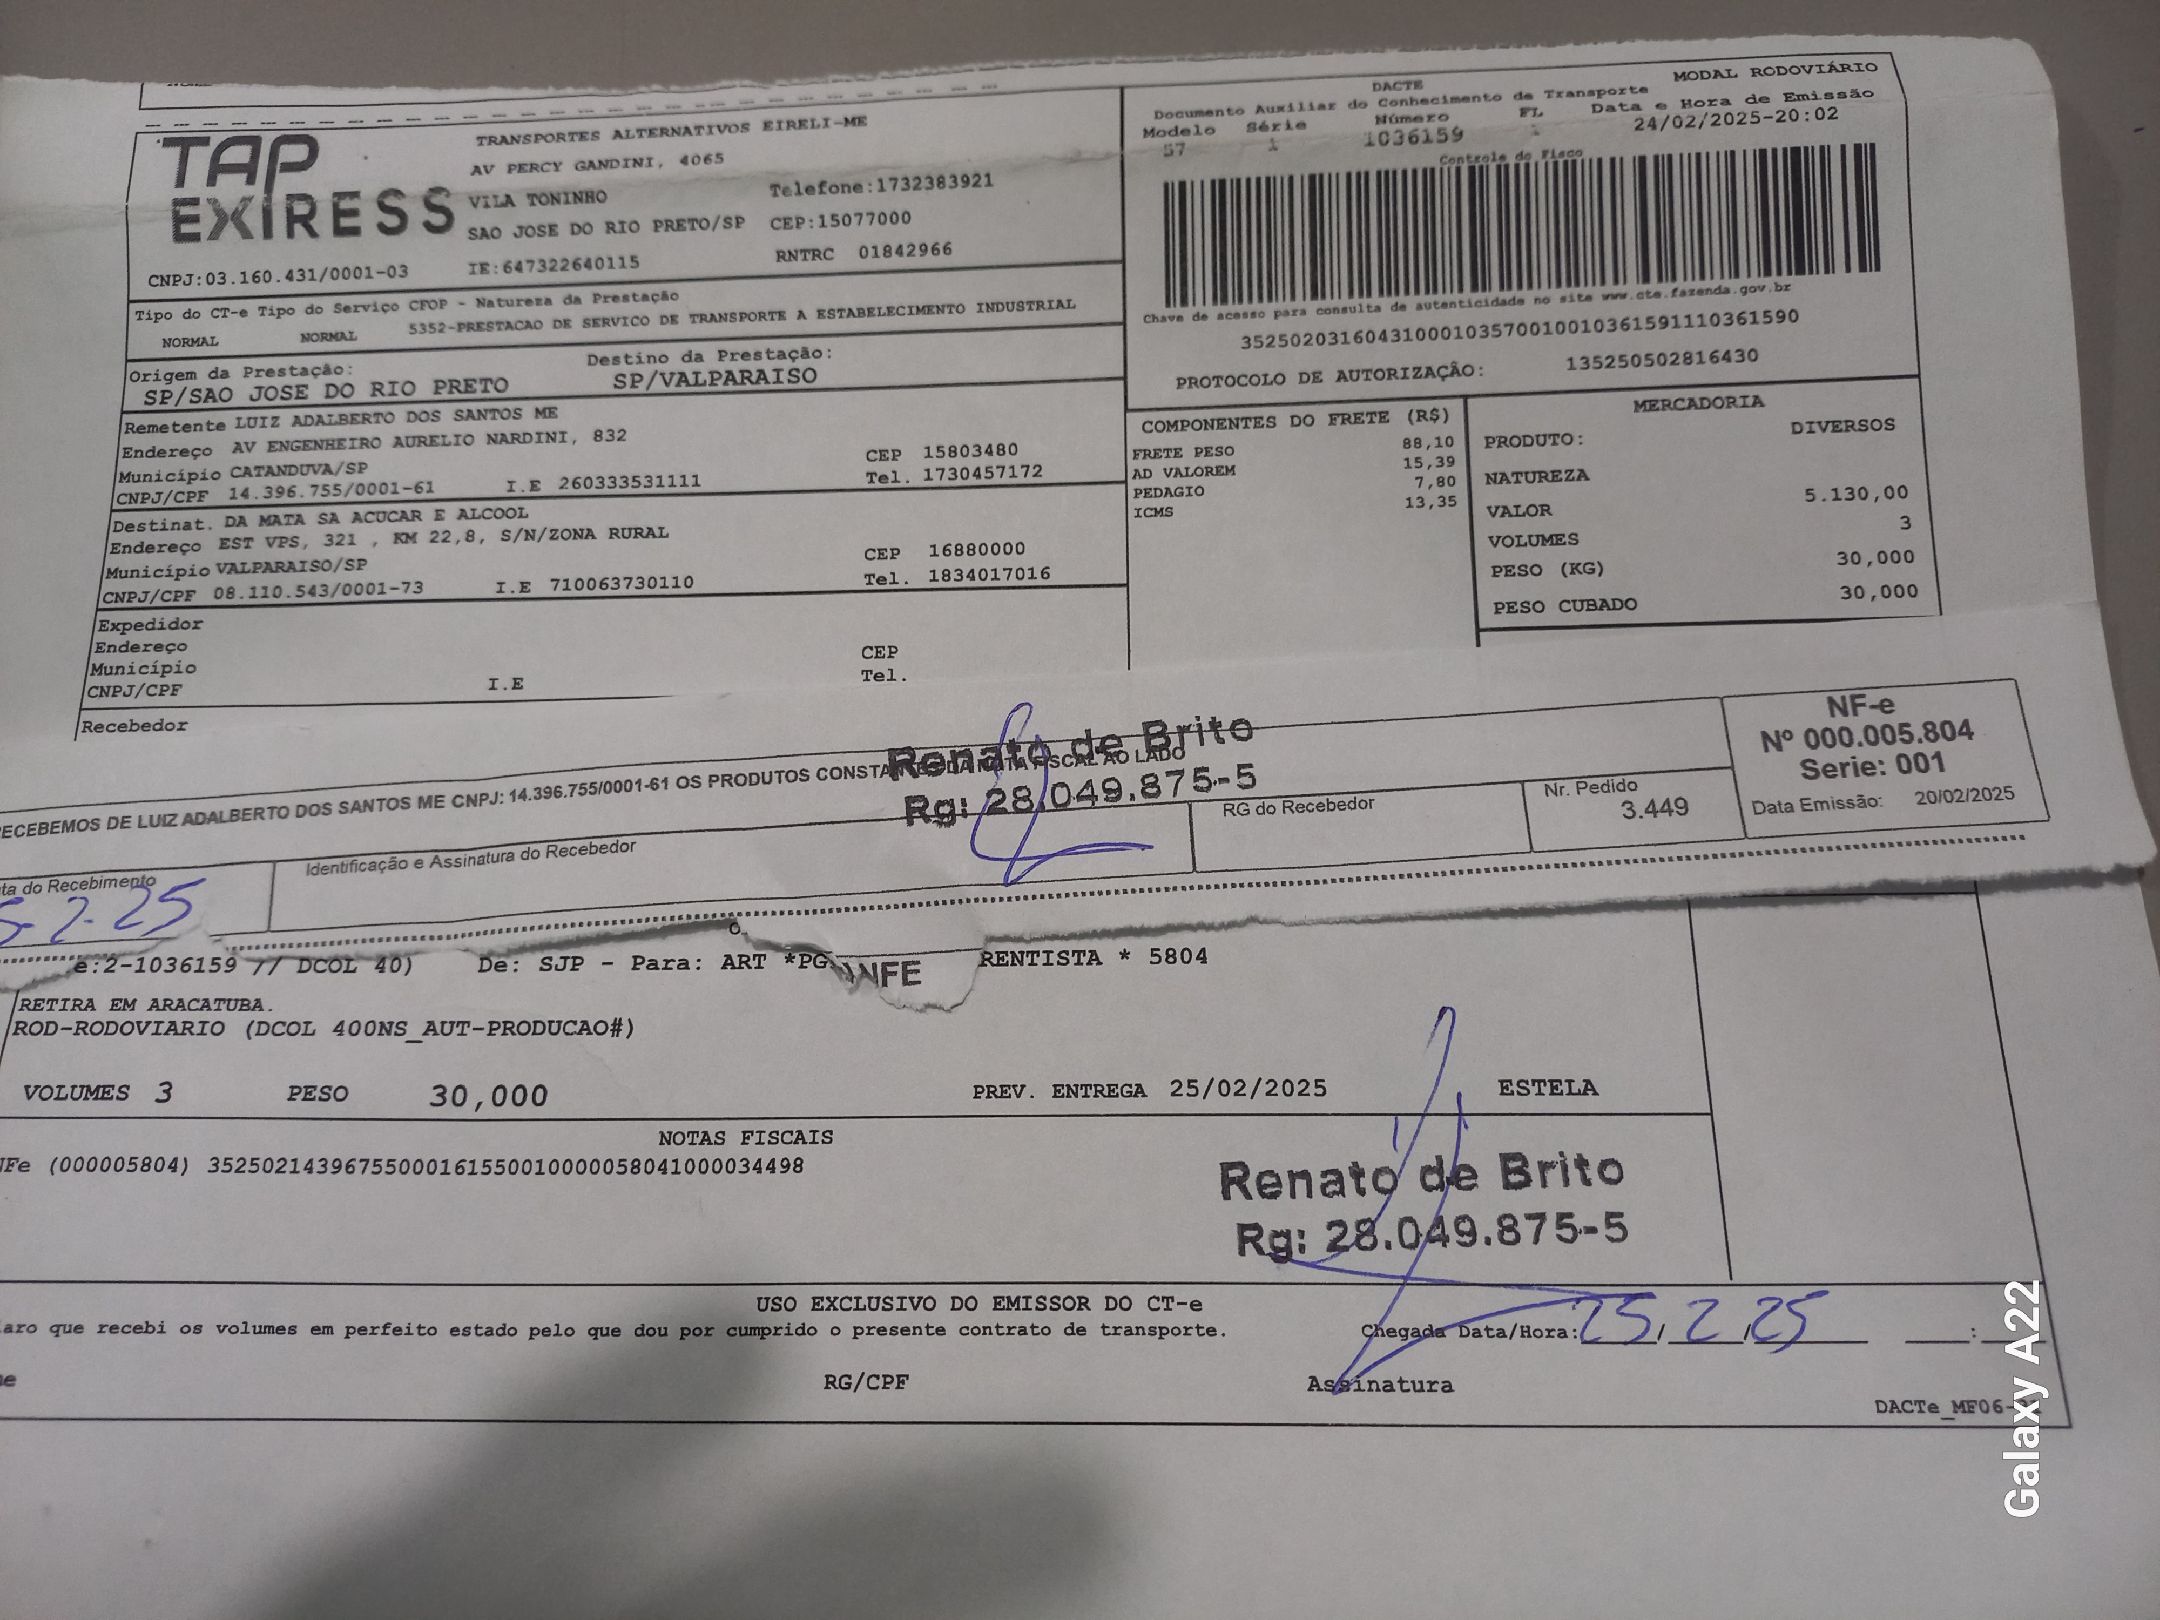 TAP
EXPRESS
TRANSPORTES ALTERNATIVOS EIRELI-ME
AV PERCY GANDINI, 4065
VILA TONINHO
Telefone:1732383921
SAO JOSE DO RIO PRETO/SP CEP:15077000
CNPJ:03.160.431/0001-03 IE:647322640115 RNTRC 01842966
DACTE
MODAL RODOVIÁRIO
Documento Auxiliar do Conhecimento de Transporte
Modelo Série Número FL Data e Hora de Emissão
57 1 1036159 1 24/02/2025-20:02
Controle do Fisco
Chave de acesso para consulta de autenticidade no site www.cte.fazenda.gov.br
35250203160431000103570010010361591110361590
PROTOCOLO DE AUTORIZAÇÃO: 135250502816430
Tipo do CT-e Tipo do Serviço CFOP - Natureza da Prestação
NORMAL NORMAL 5352-PRESTACAO DE SERVICO DE TRANSPORTE A ESTABELECIMENTO INDUSTRIAL
Origem da Prestação: Destino da Prestação:
SP/SAO JOSE DO RIO PRETO SP/VALPARAISO
Remetente LUIZ ADALBERTO DOS SANTOS ME
Endereço AV ENGENHEIRO AURELIO NARDINI, 832
Município CATANDUVA/SP CEP 15803480
CNPJ/CPF 14.396.755/0001-61 I.E 260333531111 Tel. 1730457172
Destinat. DA MATA SA ACUCAR E ALCOOL
Endereço EST VPS, 321 , KM 22,8, S/N/ZONA RURAL
Município VALPARAISO/SP CEP 16880000
CNPJ/CPF 08.110.543/0001-73 I.E 710063730110 Tel. 1834017016
Expedidor
Endereço
Município CEP
CNPJ/CPF I.E Tel.
Recebedor
COMPONENTES DO FRETE (R$)
FRETE PESO 88,10
AD VALOREM 15,39
PEDAGIO 7,80
ICMS 13,35
MERCADORIA
PRODUTO: DIVERSOS
NATUREZA
VALOR 5.130,00
VOLUMES 3
PESO (KG) 30,000
PESO CUBADO 30,000
ECEBEMOS DE LUIZ ADALBERTO DOS SANTOS ME CNPJ: 14.396.755/0001-61 OS PRODUTOS FISCAL AO LADO
Renato de Brito
Rg: 28.049.875-5
NF-e
Nº 000.005.804
Serie: 001
Data Emissão: 20/02/2025
ta do Recebimento Identificação e Assinatura do Recebedor RG do Recebedor Nr. Pedido
3.449
5-2-25
e:2-1036159 // DCOL 40) De: SJP - Para: ART *PG NFE RENTISTA * 5804
RETIRA EM ARACATUBA.
ROD-RODOVIARIO (DCOL 400NS_AUT-PRODUCAO#)
VOLUMES 3 PESO 30,000 PREV. ENTREGA 25/02/2025 ESTELA
NOTAS FISCAIS
NFe (000005804) 35250214396755000161550010000058041000034498
Renato de Brito
Rg: 28.049.875-5
USO EXCLUSIVO DO EMISSOR DO CT-e
aro que recebi os volumes em perfeito estado pelo que dou por cumprido o presente contrato de transporte. Chegada Data/Hora: 25/2/25 :
RG/CPF Assinatura
DACTe_MF06-
Galaxy A22